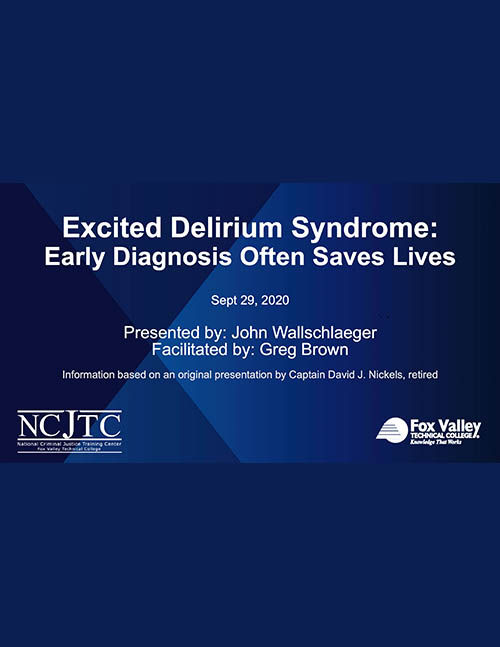 Excited Delirium Syndrome:
Early Diagnosis Often Saves Lives
Sept 29, 2020
Presented by: John Wallschlaeger
Facilitated by: Greg Brown
Information based on an original presentation by Captain David J. Nickels, retired
NCJTC
National Criminal Justice Training Center
Fox Valley Technical College
Fox Valley
TECHNICAL COLLEGE
Knowledge That Works